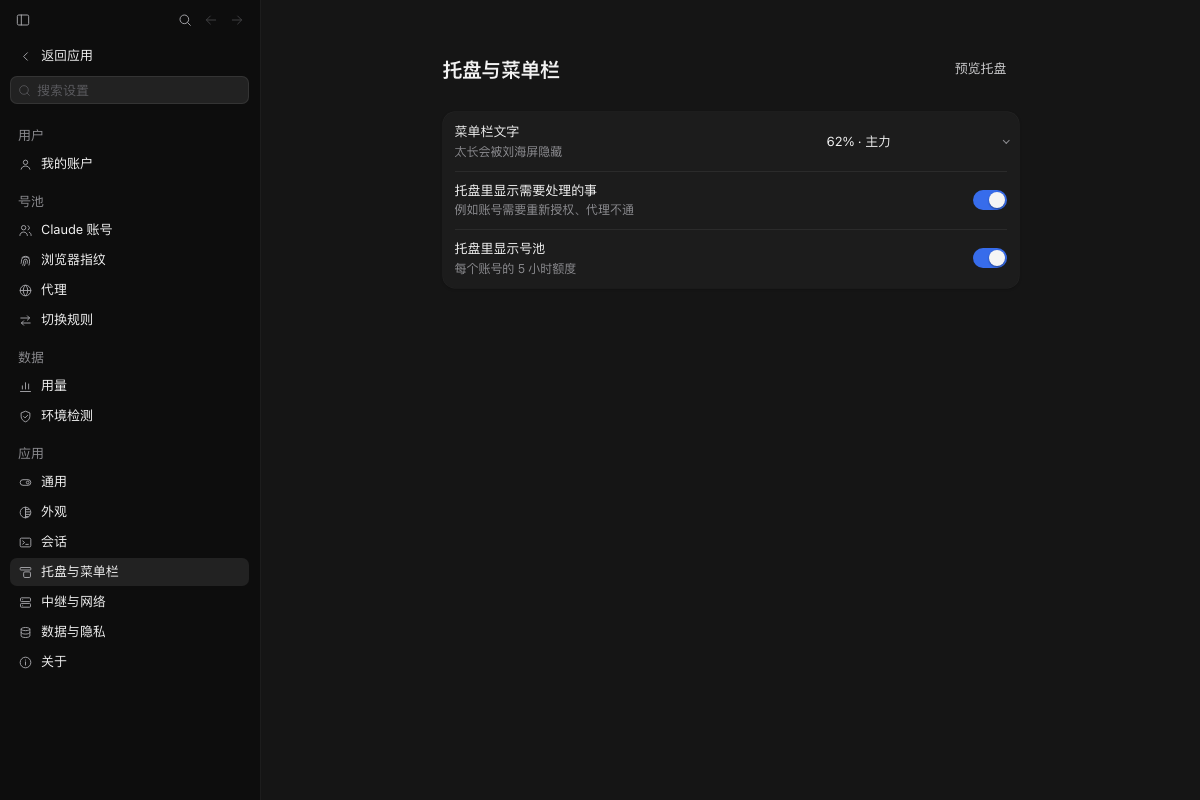 返回应用
搜索设置
用户
我的账户
号池
Claude 账号
浏览器指纹
代理
切换规则
数据
用量
环境检测
应用
通用
外观
会话
托盘与菜单栏
中继与网络
数据与隐私
关于
托盘与菜单栏
预览托盘
菜单栏文字
太长会被刘海屏隐藏
62% · 主力
托盘里显示需要处理的事
例如账号需要重新授权、代理不通
托盘里显示号池
每个账号的 5 小时额度